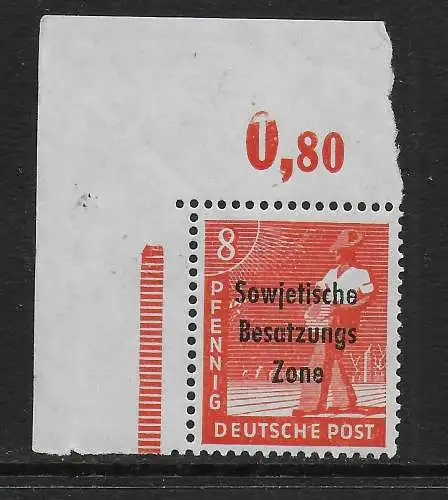 0,80
8
PFENNIG
Sowjetische
Besatzungs
Zone
DEUTSCHE POST